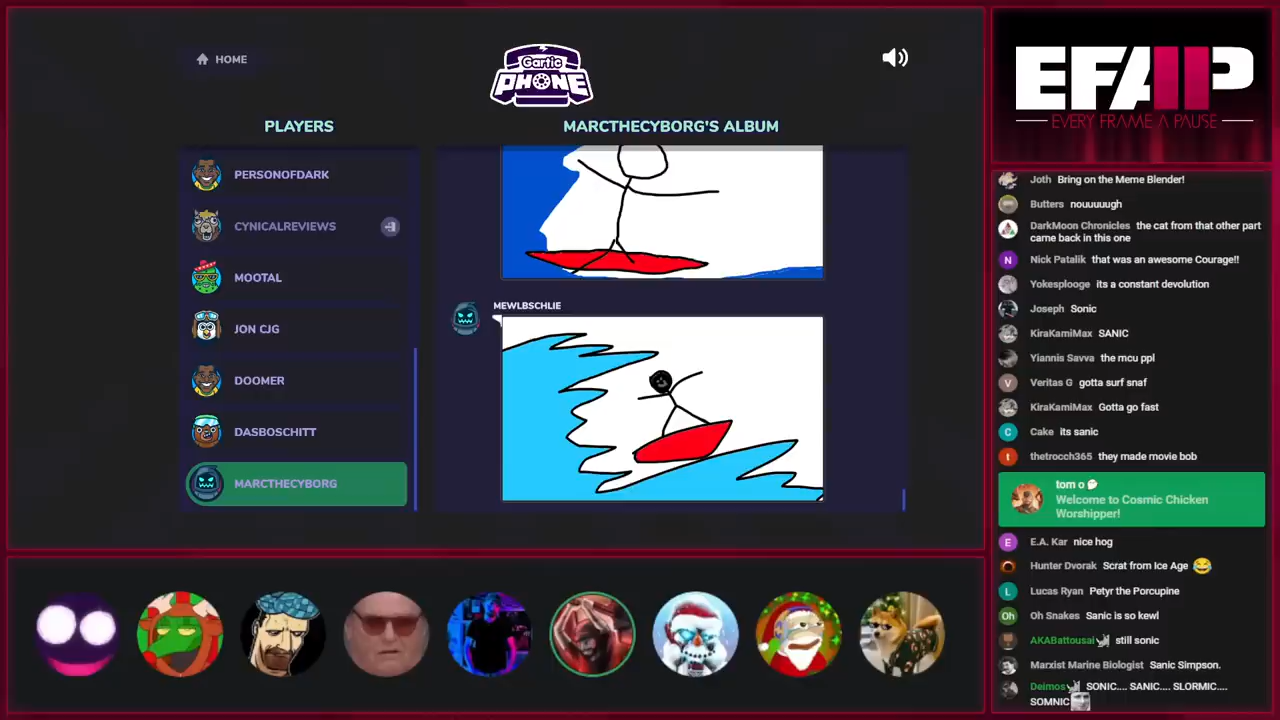 HOME
Gartic
PHONE
PLAYERS
MARCTHECYBORG'S ALBUM
PERSONOFDARK
CYNICALREVIEWS
MOOTAL
JON CJG
DOOMER
DASBOSCHITT
MARCTHECYBORG
MEWLBSCHLIE
EFAP
EVERY FRAME A PAUSE
Joth Bring on the Meme Blender!
Butters nouuuuugh
DarkMoon Chronicles the cat from that other part
came back in this one
Nick Patalik that was an awesome Courage!!
Yokesplooge its a constant devolution
Joseph Sonic
KiraKamiMax SANIC
Yiannis Savva the mcu ppl
Veritas G gotta surf snaf
KiraKamiMax Gotta go fast
Cake its sanic
thetrocch365 they made movie bob
tom o
Welcome to Cosmic Chicken
Worshipper!
E.A. Kar nice hog
Hunter Dvorak Scrat from Ice Age
Lucas Ryan Petyr the Porcupine
Oh Snakes Sanic is so kewl
AKABattousai still sonic
Marxist Marine Biologist Sanic Simpson.
Deimos SONIC.... SANIC.... SLORMIC....
SOMNIC